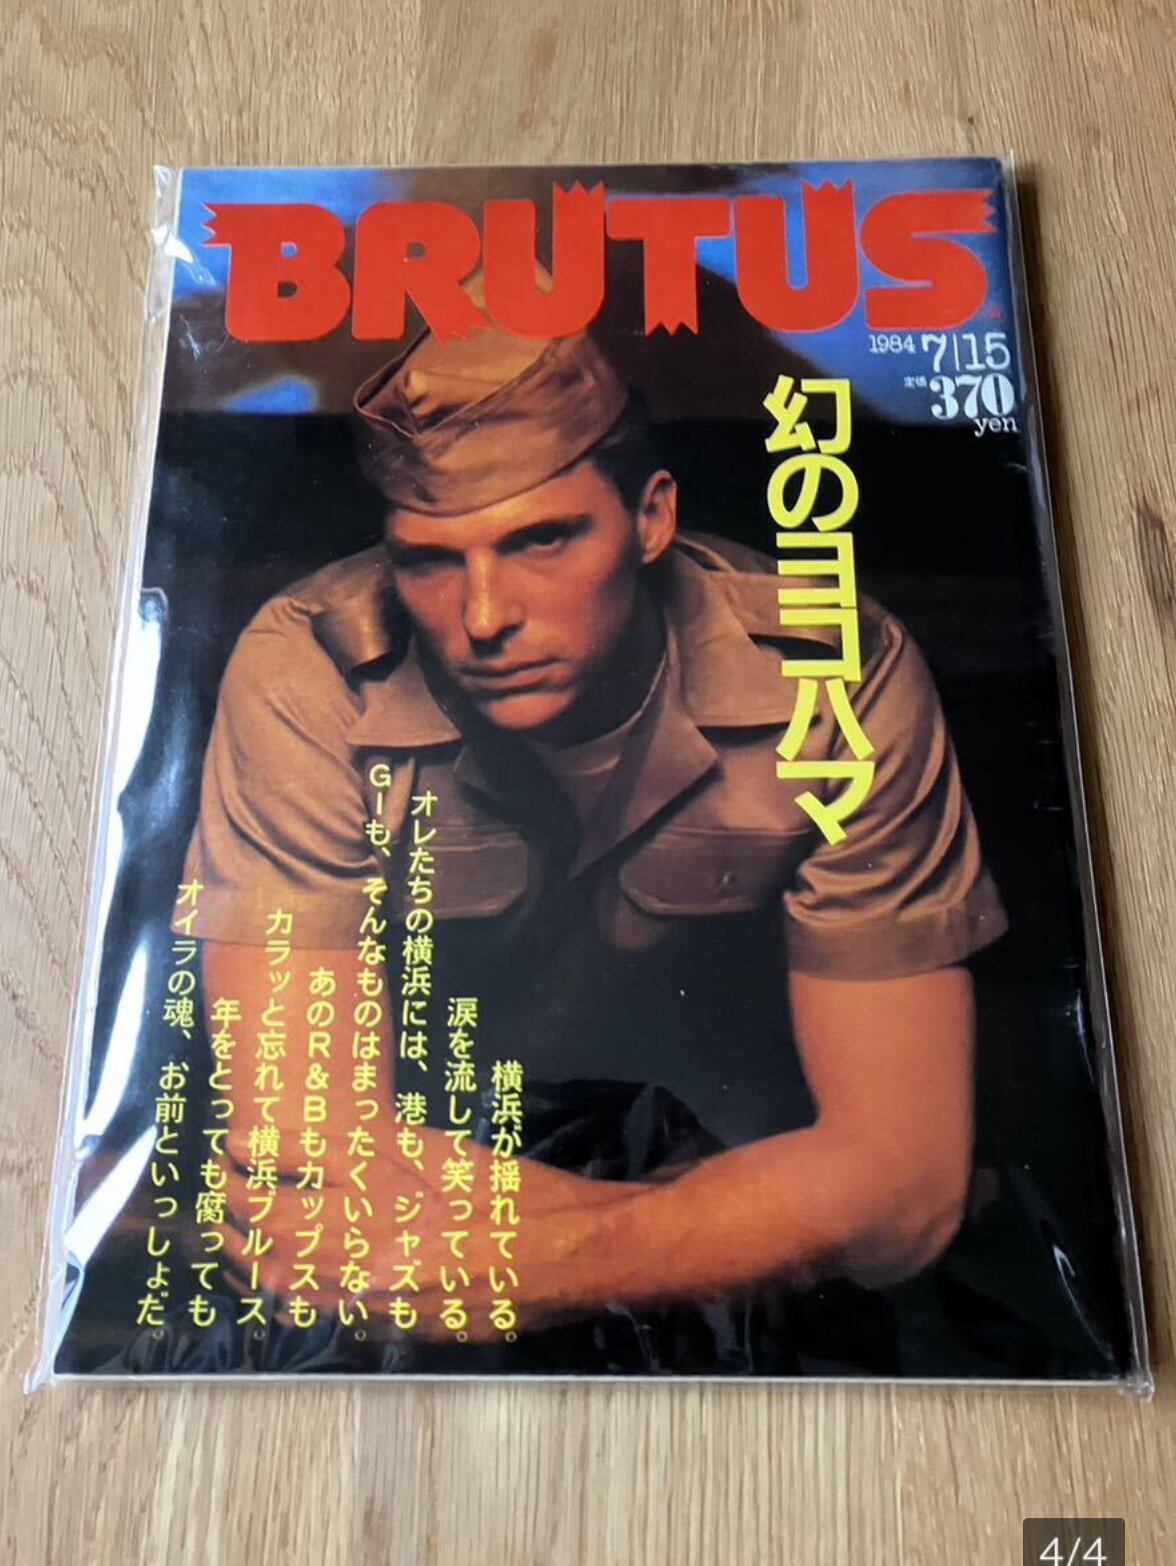 BRUTUS
1984 7|15
定価370
yen
幻のヨコハマ
横浜が揺れている。
涙を流して笑っている。
オレたちの横浜には、港も、ジャズも
GIも、そんなものはまったくいらない。
あのR&Bもカップスも
カラッと忘れて横浜ブルース。
年をとっても腐っても
オイラの魂、お前といっしょだ。
4/4